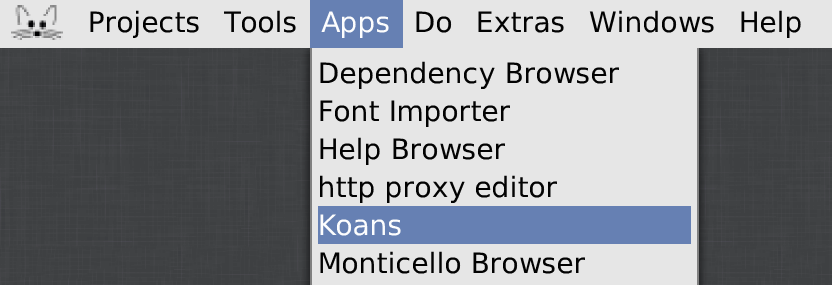 Projects Tools Apps Do Extras Windows Help
Dependency Browser
Font Importer
Help Browser
http proxy editor
Koans
Monticello Browser